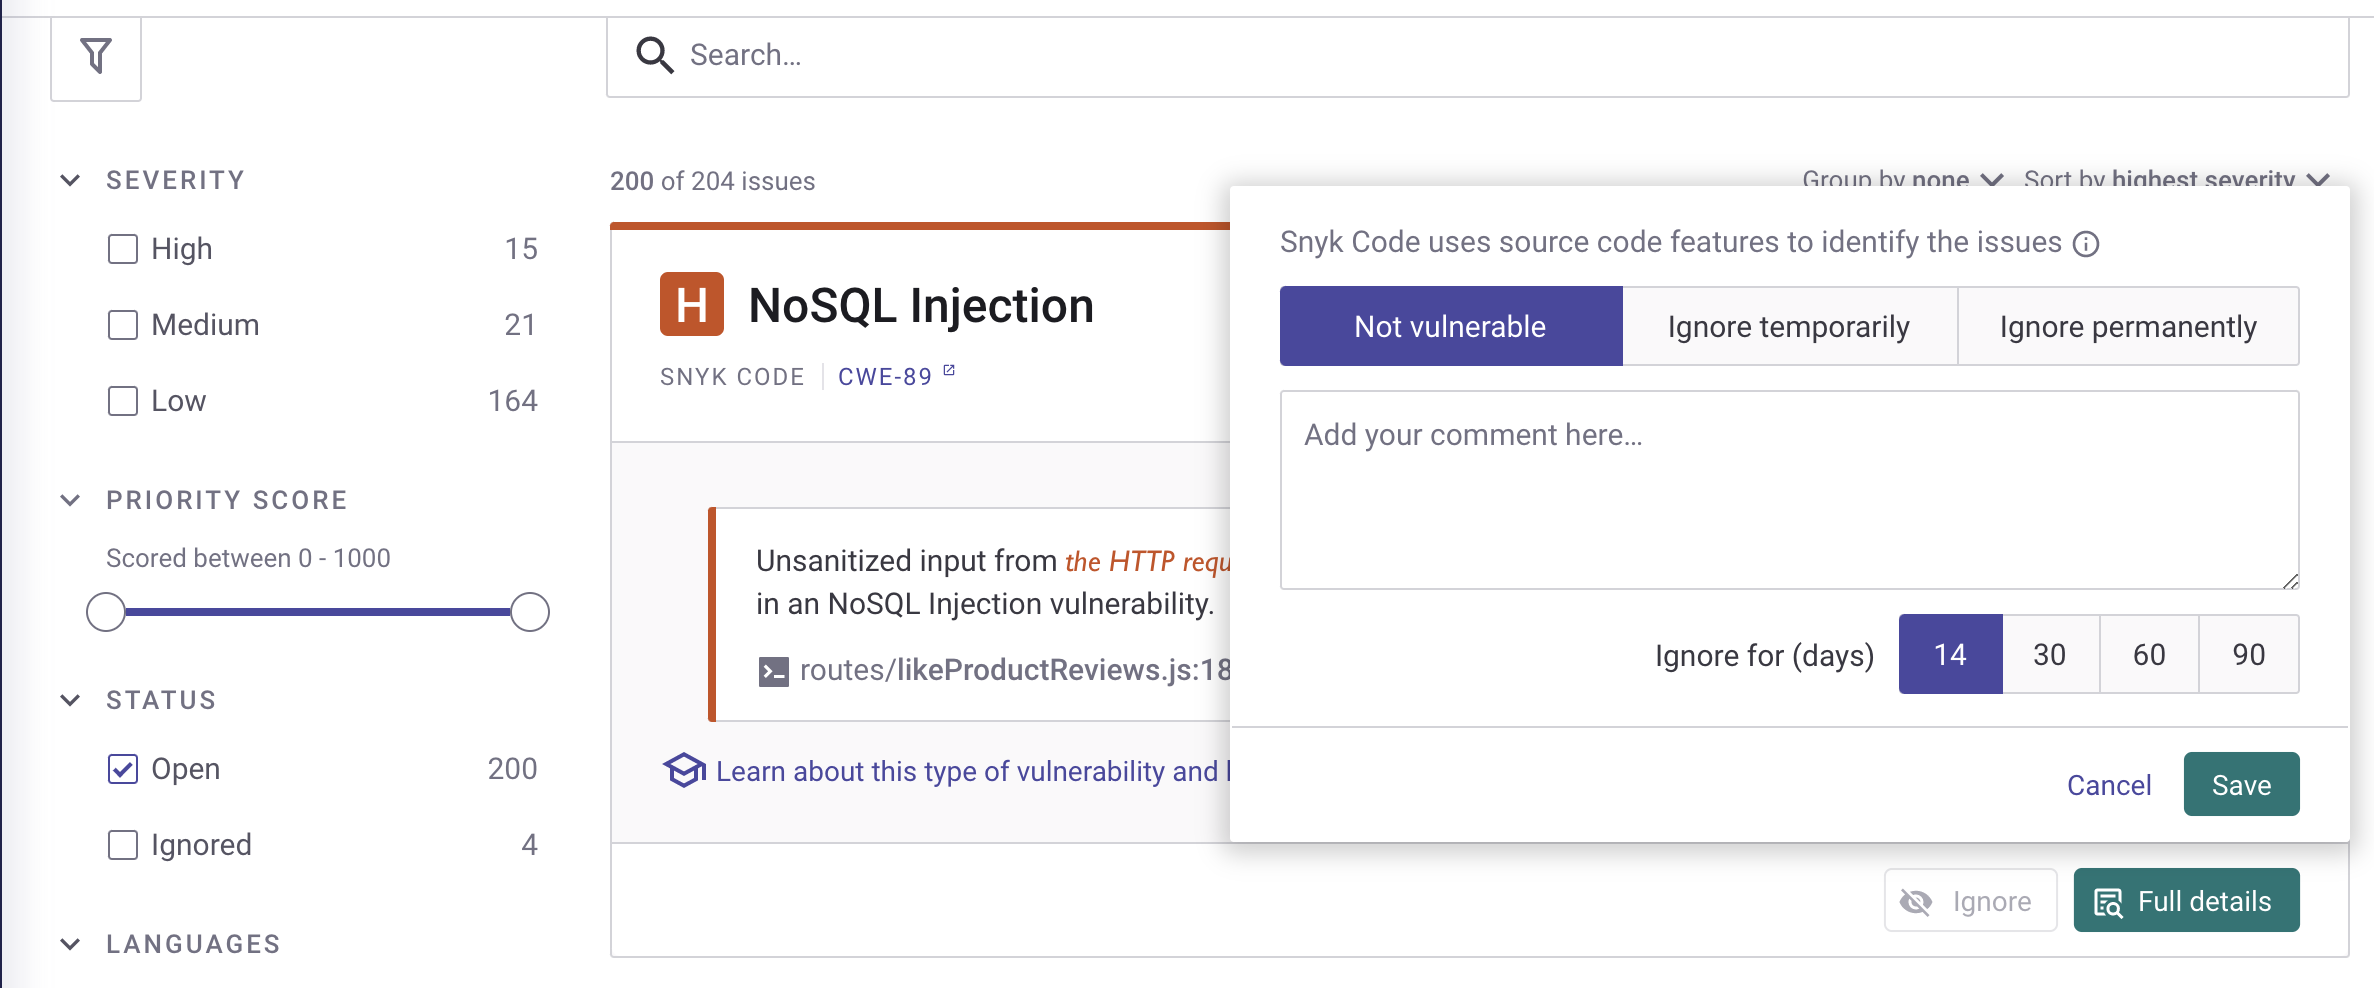 Search...
SEVERITY
High 15
Medium 21
Low 164
PRIORITY SCORE
Scored between 0 - 1000
STATUS
Open 200
Ignored 4
LANGUAGES
200 of 204 issues
Group by none Sort by highest severity
H NoSQL Injection
SNYK CODE CWE-89
Unsanitized input from the HTTP requ
in an NoSQL Injection vulnerability.
routes/likeProductReviews.js:18
Learn about this type of vulnerability and
Snyk Code uses source code features to identify the issues
Not vulnerable Ignore temporarily Ignore permanently
Add your comment here...
Ignore for (days) 14 30 60 90
Cancel Save
Ignore Full details